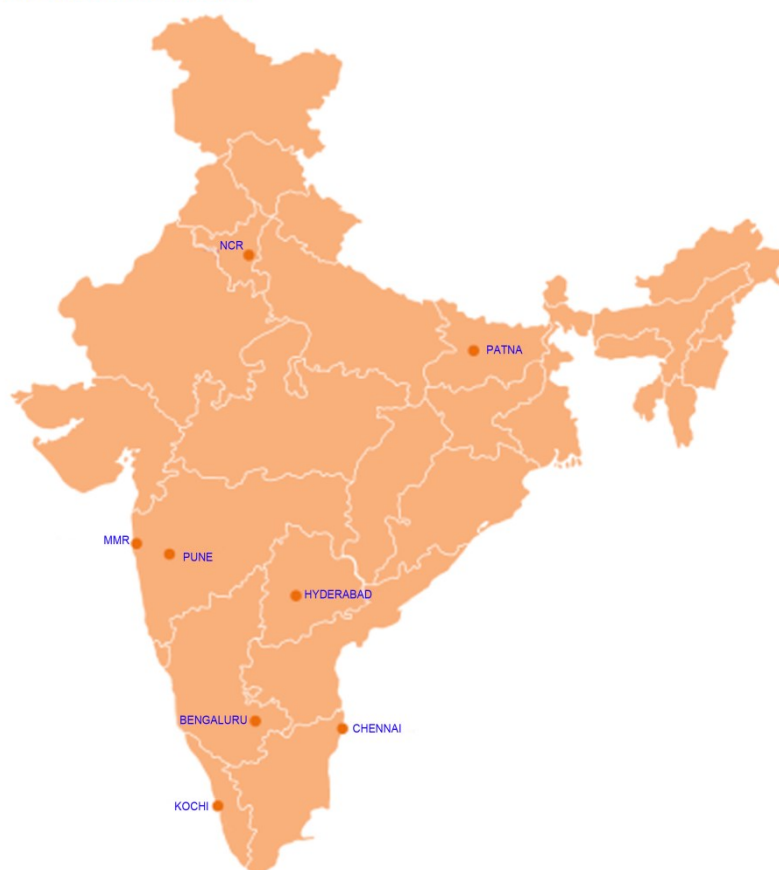 NCR
PATNA
MMR
PUNE
HYDERABAD
BENGALURU
CHENNAI
KOCHI